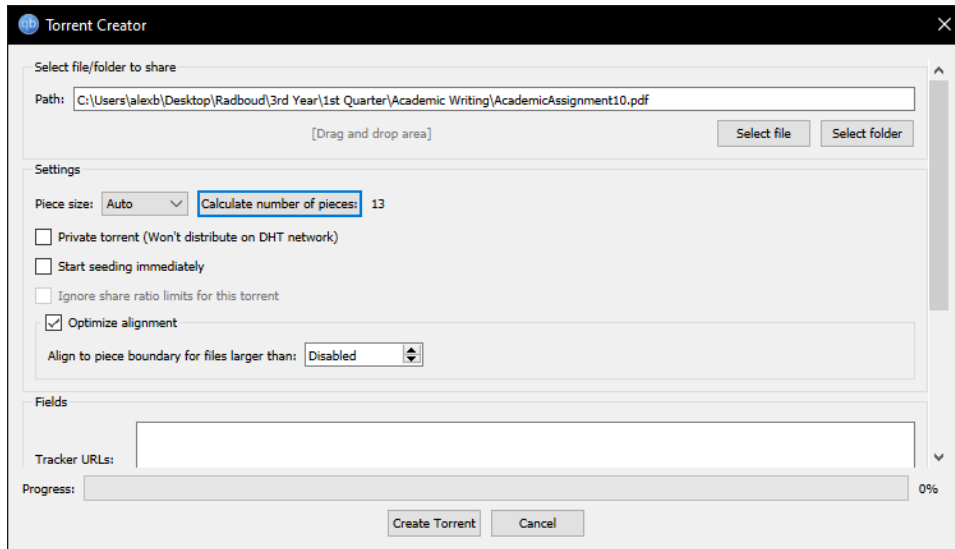 qb Torrent Creator
Select file/folder to share
Path: C:\Users\alexb\Desktop\Radboud\3rd Year\1st Quarter\Academic Writing\AcademicAssignment10.pdf
[Drag and drop area] Select file Select folder
Settings
Piece size: Auto Calculate number of pieces: 13
Private torrent (Won't distribute on DHT network)
Start seeding immediately
Ignore share ratio limits for this torrent
Optimize alignment
Align to piece boundary for files larger than: Disabled
Fields
Tracker URLs:
Progress: 0%
Create Torrent Cancel